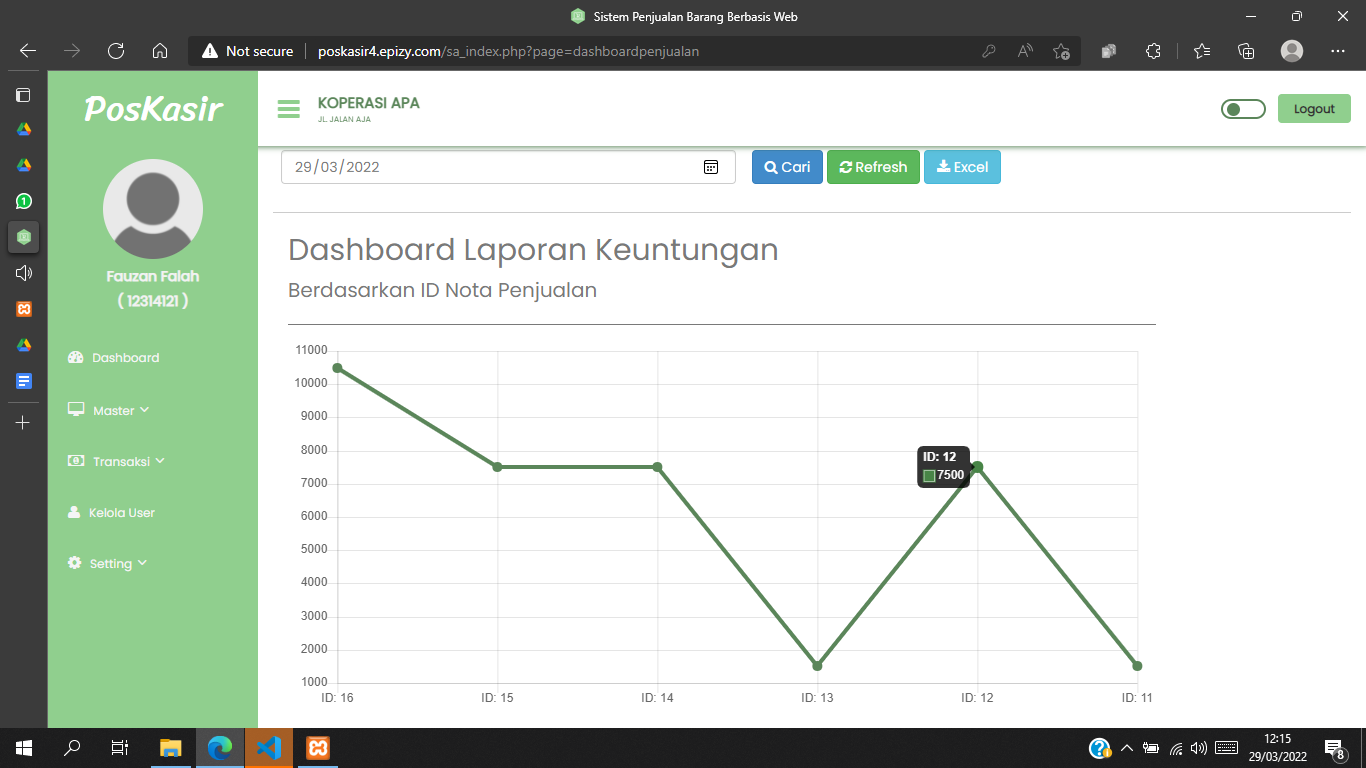 Sistem Penjualan Barang Berbasis Web
Not secure
poskasir4.epizy.com/sa_index.php?page=dashboardpenjualan
PosKasir
KOPERASI APA
JL. JALAN AJA
Logout
29/03/2022
Cari
Refresh
Excel
Fauzan Falah
( 12314121 )
Dashboard
Master
Transaksi
Kelola User
Setting
Dashboard Laporan Keuntungan
Berdasarkan ID Nota Penjualan
11000
10000
9000
8000
7000
6000
5000
4000
3000
2000
1000
ID: 12
7500
ID: 16
ID: 15
ID: 14
ID: 13
ID: 12
ID: 11
1
12:15
29/03/2022
8